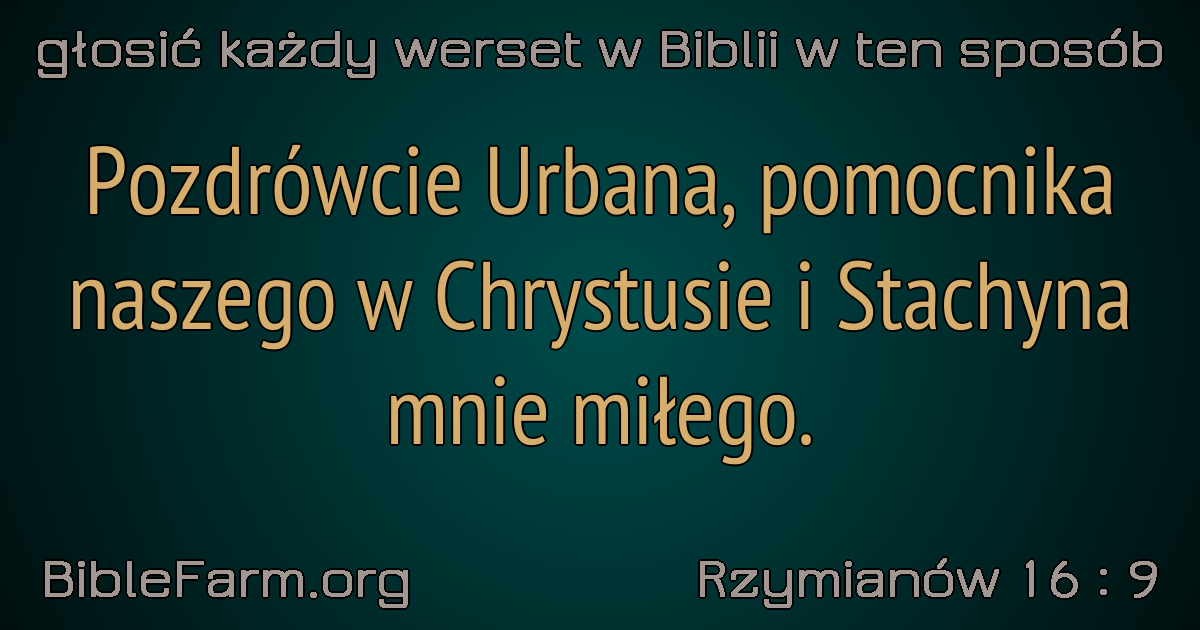 głosić każdy werset w Biblii w ten sposób
Pozdrówcie Urbana, pomocnika
naszego w Chrystusie i Stachyna
mnie miłego.
BibleFarm.org
Rzymianów 16 : 9